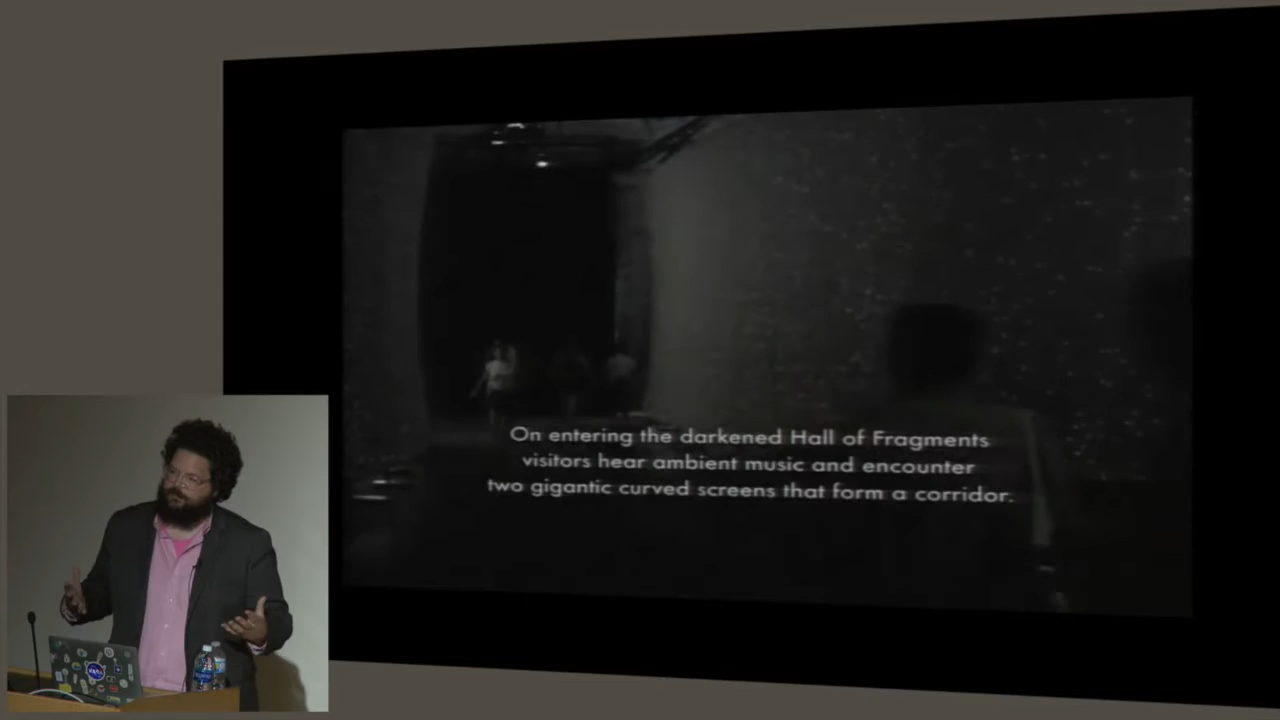 On entering the darkened Hall of Fragments
visitors hear ambient music and encounter
two gigantic curved screens that form a corridor.
NASA